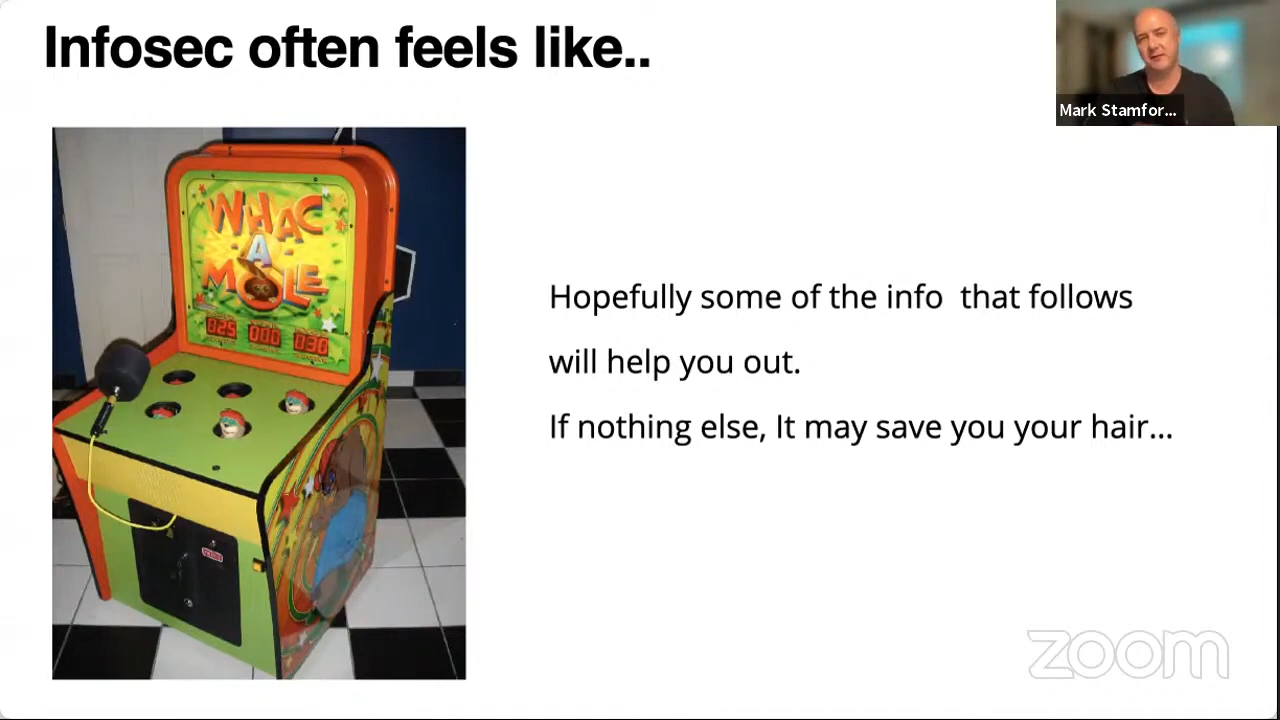 Infosec often feels like..
Mark Stamfor...
WHAC
A
MOLE
025 000 030
Hopefully some of the info  that follows
will help you out.
If nothing else, It may save you your hair...
zoom